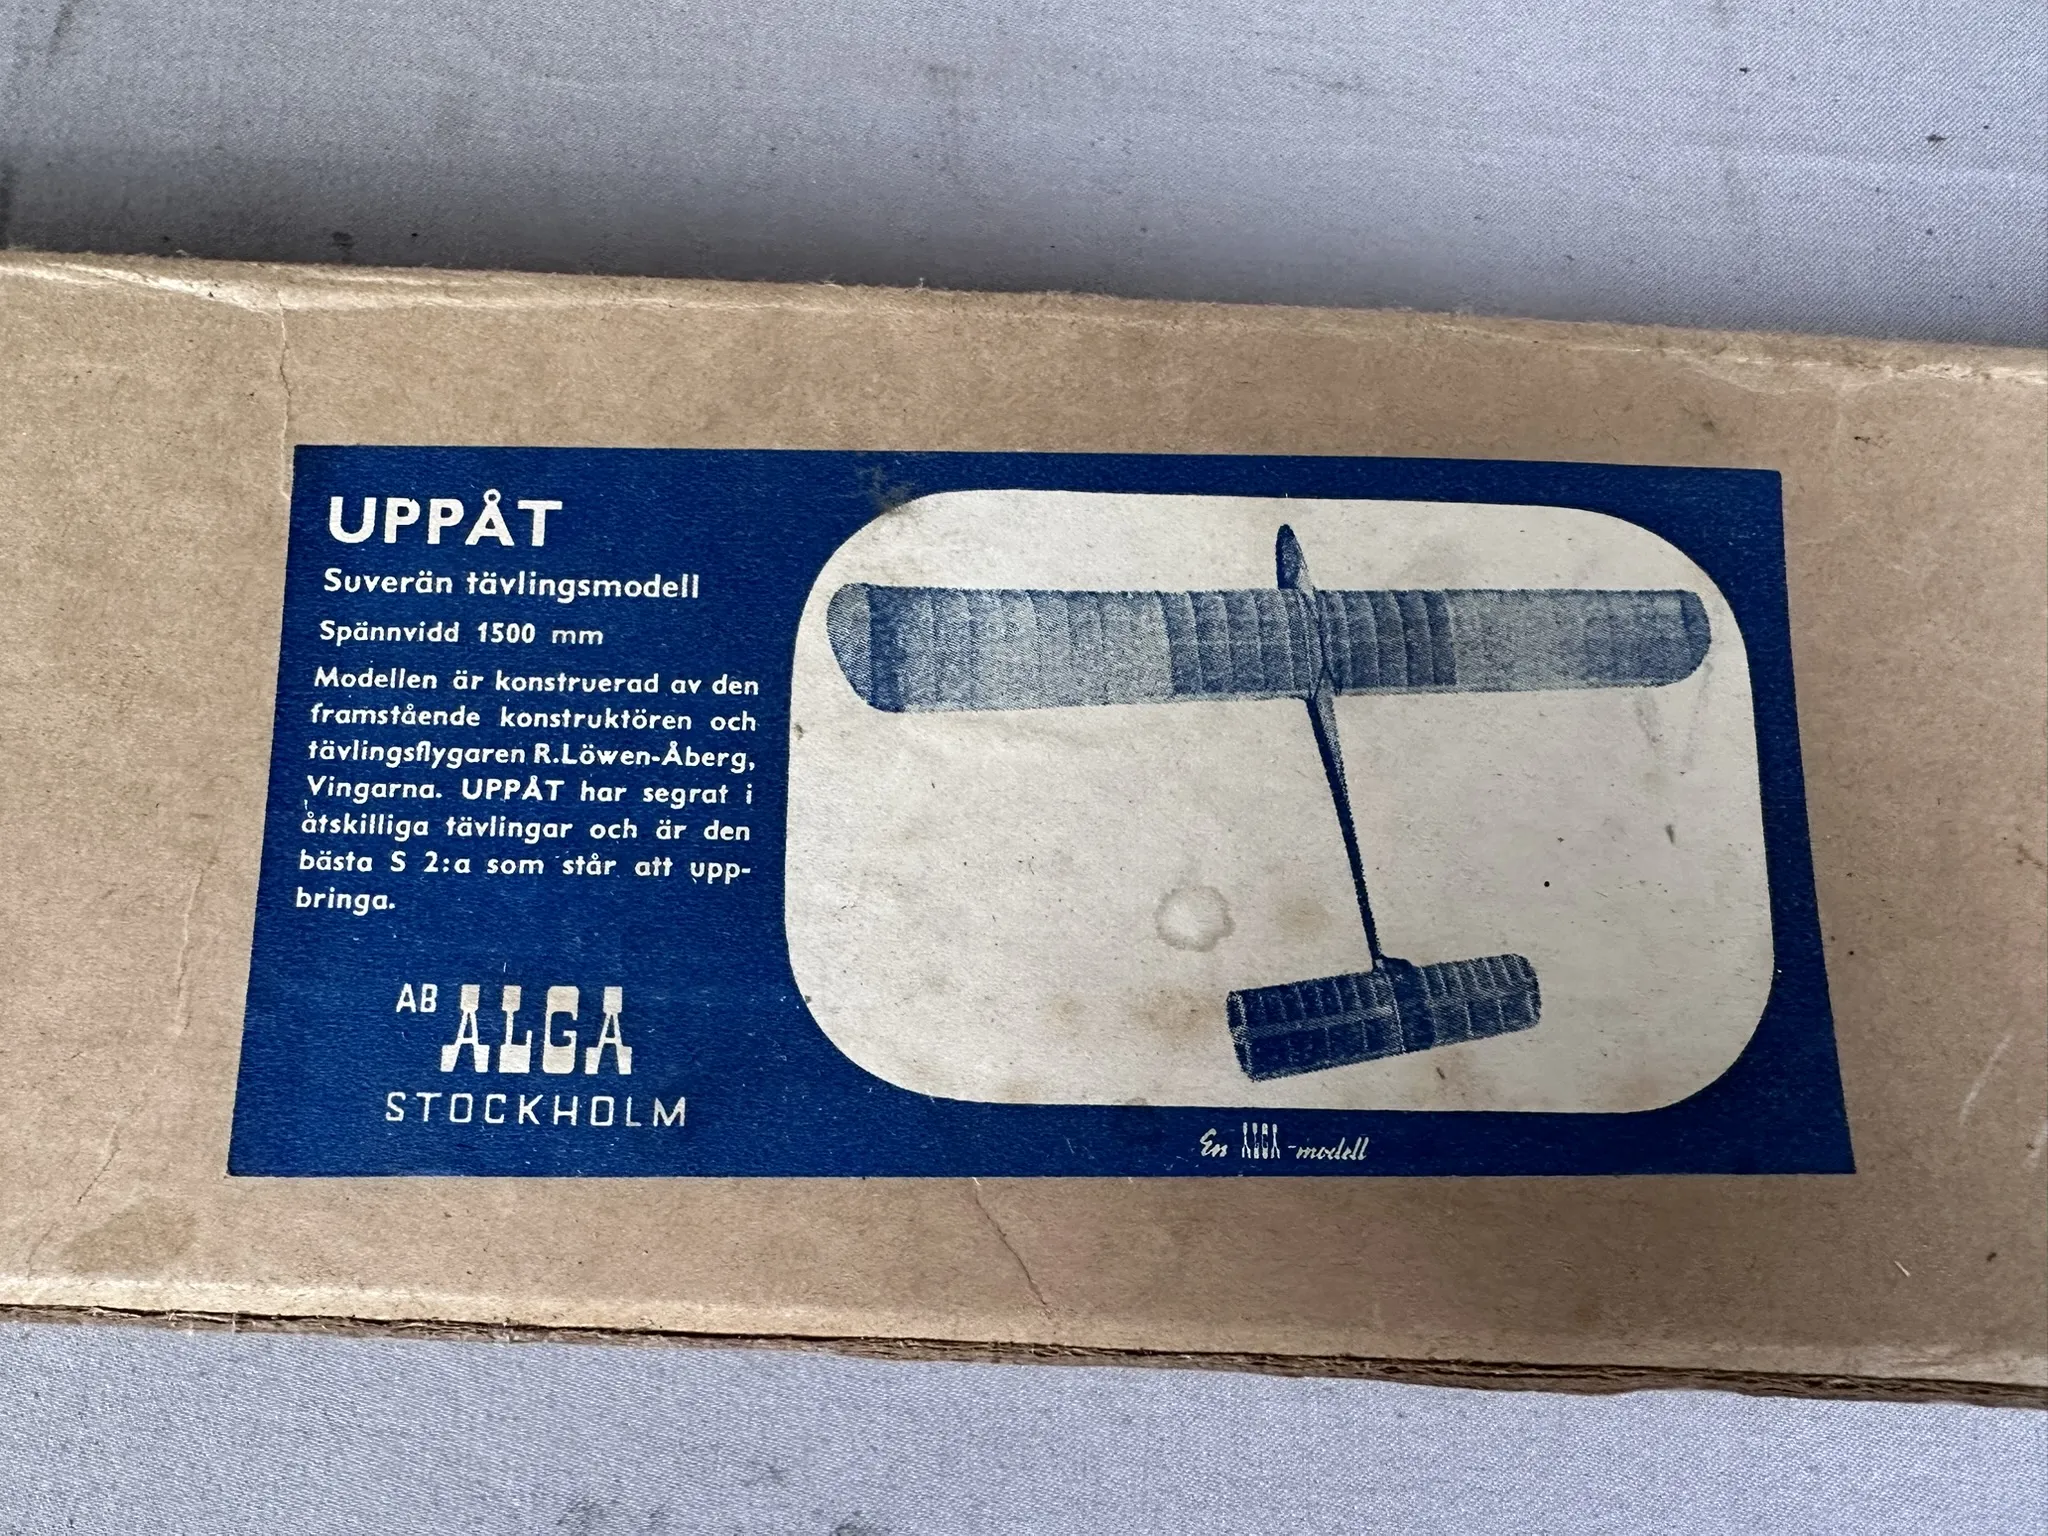 UPPÅT
Suverän tävlingsmodell
Spännvidd 1500 mm
Modellen är konstruerad av den
framstående konstruktören och
tävlingsflygaren R.Löwen-Åberg,
Vingarna. UPPÅT har segrat i
åtskilliga tävlingar och är den
bästa S 2:a som står att upp-
bringa.
AB ALGA
STOCKHOLM
En ALGA-modell